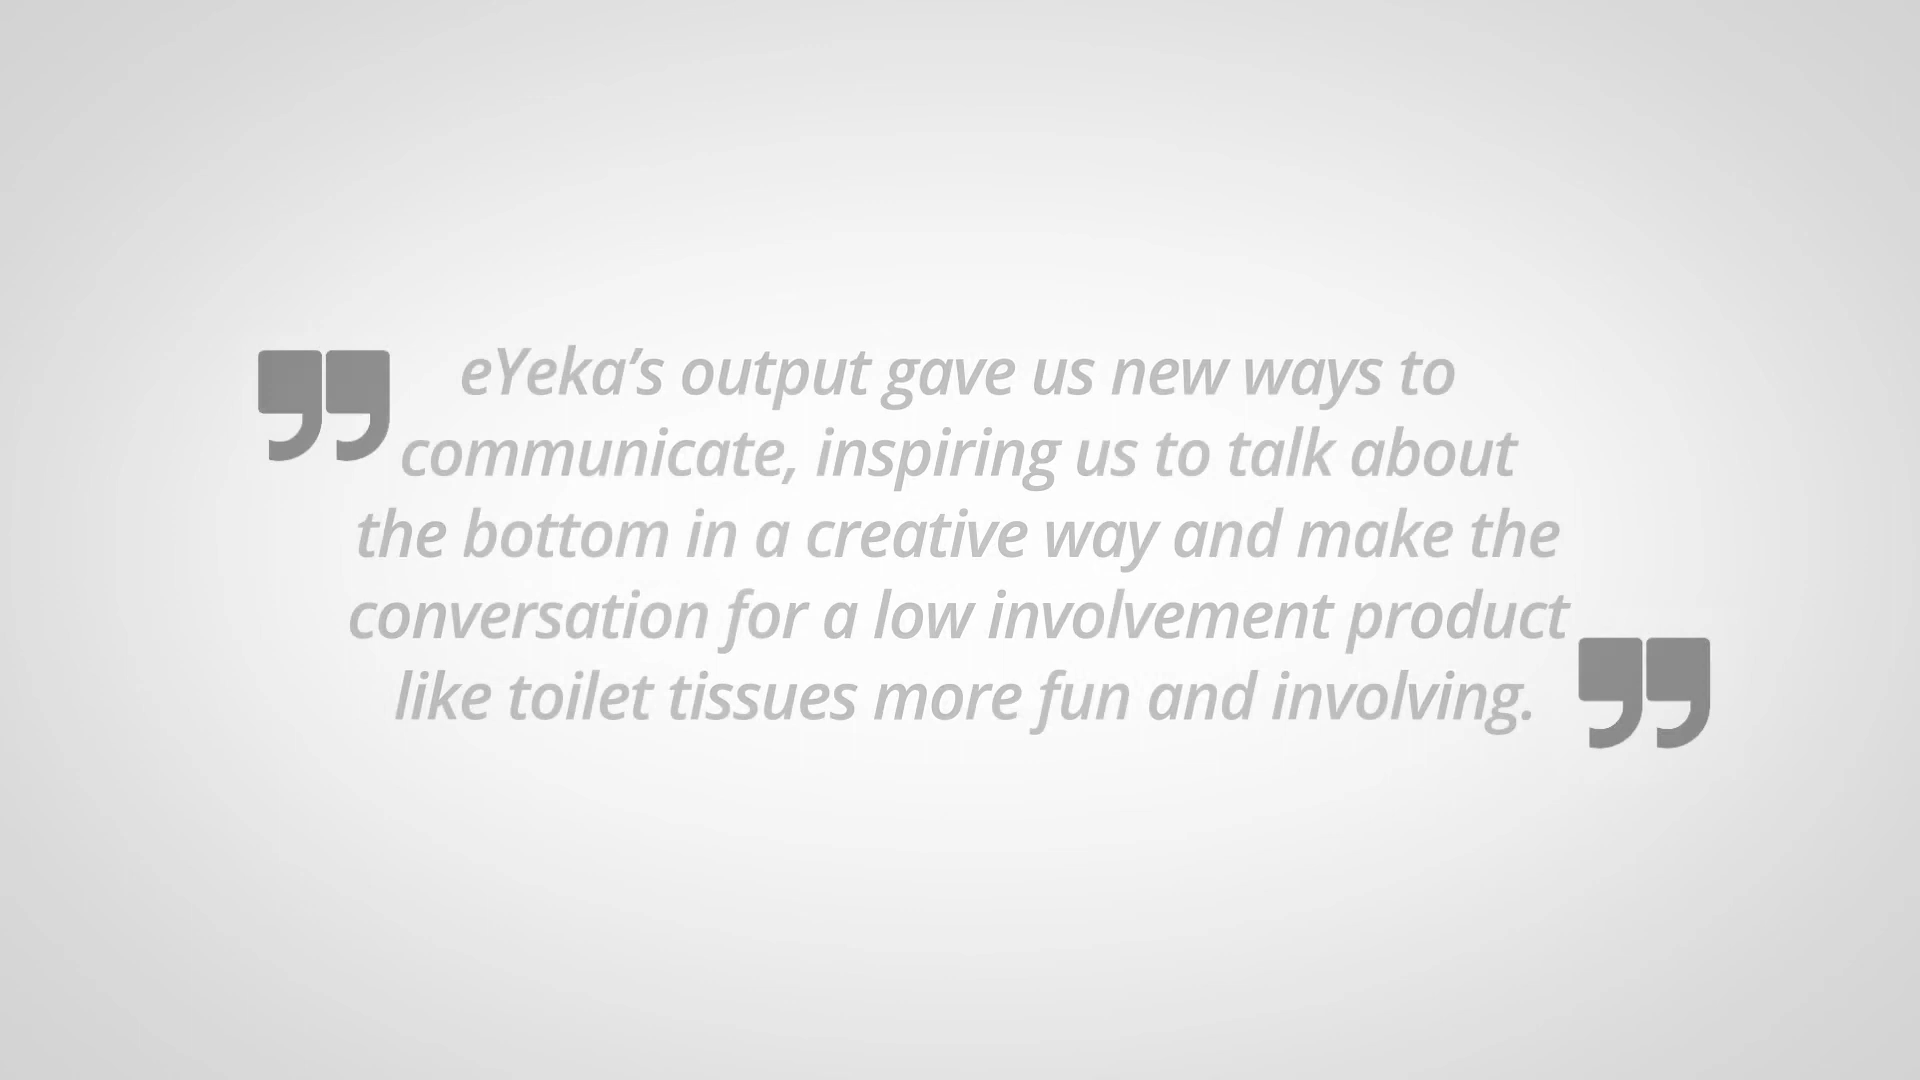 ”
eYeka’s output gave us new ways to
communicate, inspiring us to talk about
the bottom in a creative way and make the
conversation for a low involvement product
like toilet tissues more fun and involving.
”